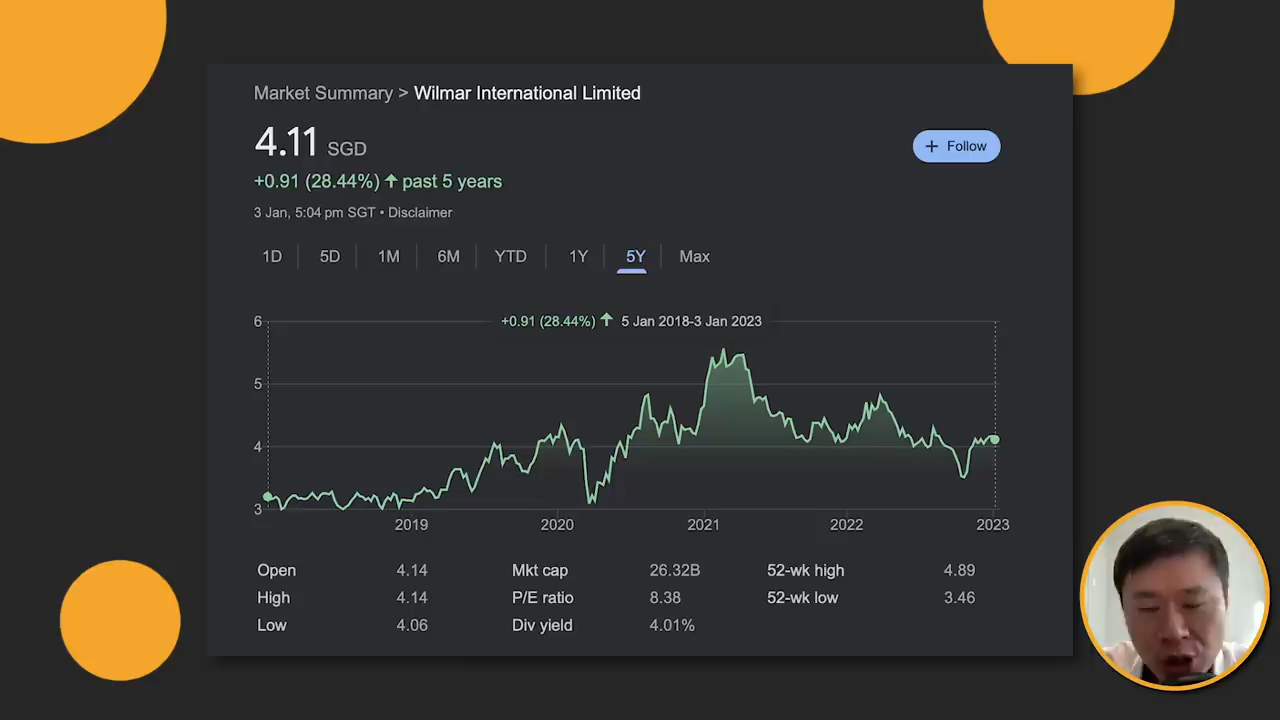 Market Summary > Wilmar International Limited
4.11 SGD
+ Follow
+0.91 (28.44%) ↑ past 5 years
3 Jan, 5:04 pm SGT • Disclaimer
1D 5D 1M 6M YTD 1Y 5Y Max
+0.91 (28.44%) ↑ 5 Jan 2018-3 Jan 2023
6
5
4
3
2019 2020 2021 2022 2023
Open 4.14 Mkt cap 26.32B 52-wk high 4.89
High 4.14 P/E ratio 8.38 52-wk low 3.46
Low 4.06 Div yield 4.01%